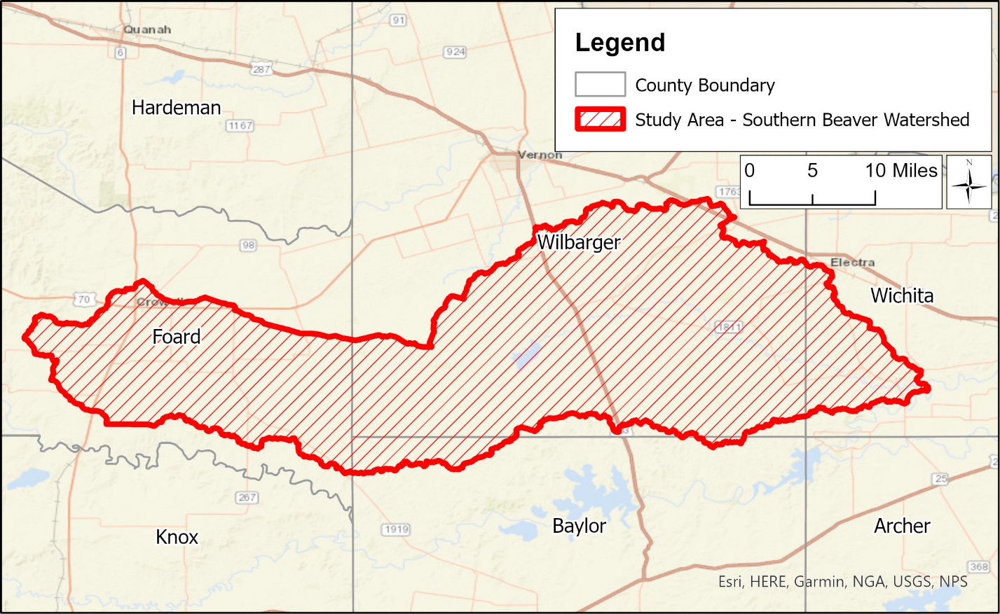 Quanah
91
6
924
287
Legend
County Boundary
Study Area - Southern Beaver Watershed
Hardeman
1167
Vernon
N
0 5 10 Miles
1763
98
Wilbarger
Electra
70
Wichita
Foard
1811
267
25
1919
Baylor
Archer
Knox
368
Esri, HERE, Garmin, NGA, USGS, NPS